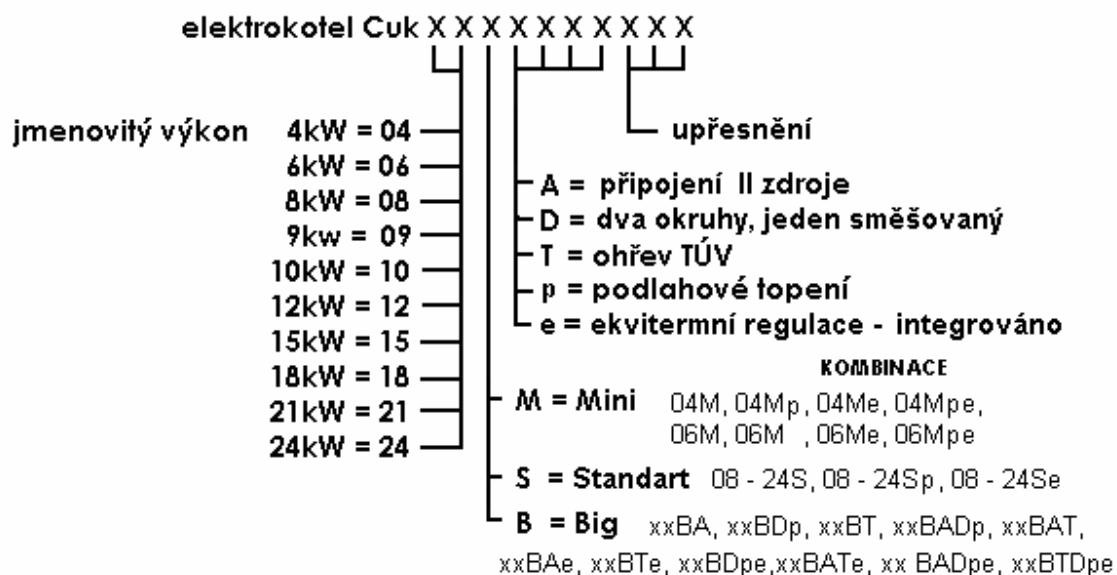 elektrokotel Cuk X X X X X X X X X X
jmenovitý výkon 4kW = 04
6kW = 06
8kW = 08
9kw = 09
10kW = 10
12kW = 12
15kW = 15
18kW = 18
21kW = 21
24kW = 24
upřesnění
A = připojení II zdroje
D = dva okruhy, jeden směšovaný
T = ohřev TÚV
p = podlahové topení
e = ekvitermní regulace - integrováno
KOMBINACE
M = Mini 04M, 04Mp, 04Me, 04Mpe,
06M, 06M , 06Me, 06Mpe
S = Standart 08 - 24S, 08 - 24Sp, 08 - 24Se
B = Big xxBA, xxBDp, xxBT, xxBADp, xxBAT,
xxBAe, xxBTe, xxBDpe,xxBATe, xx BADpe, xxBTDpe